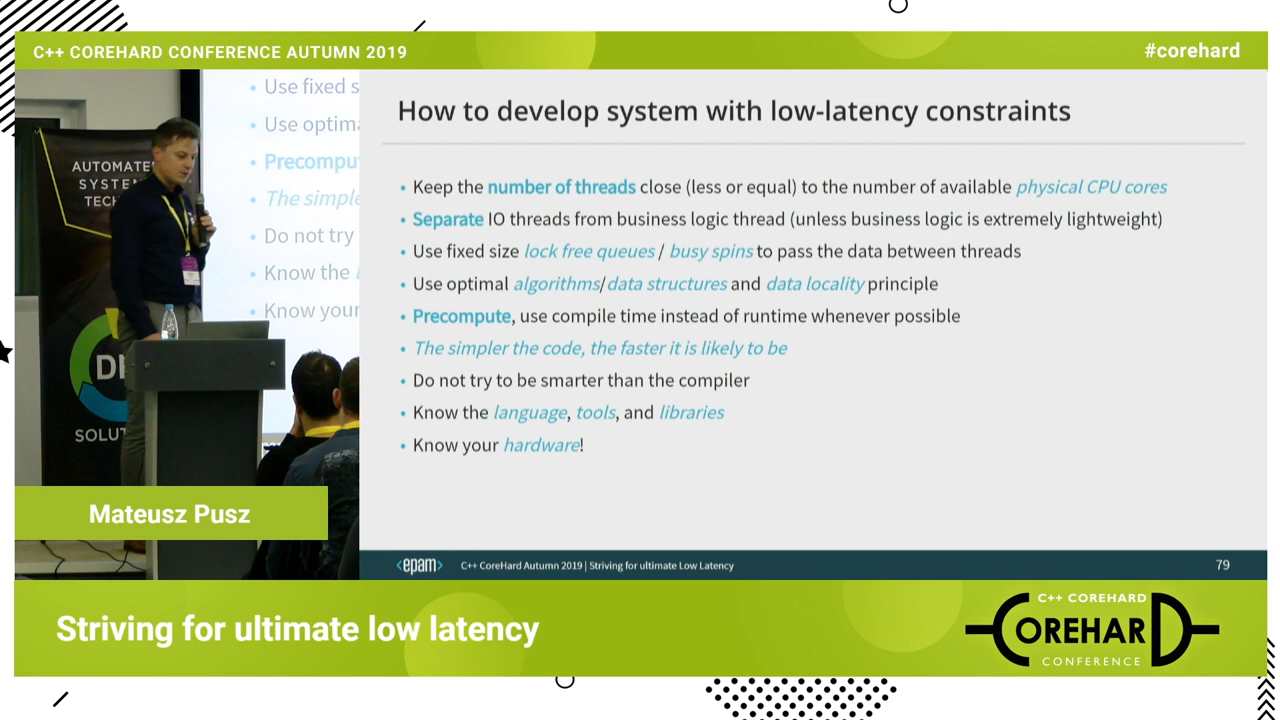 C++ COREHARD CONFERENCE AUTUMN 2019
#corehard
• Use fixed s
• Use optima
• Precomput
• The simple
• Do not try
• Know the
• Know your
AUTOMATE
SYSTEM
TECH
SOLUT
Mateusz Pusz
How to develop system with low-latency constraints
• Keep the number of threads close (less or equal) to the number of available physical CPU cores
• Separate IO threads from business logic thread (unless business logic is extremely lightweight)
• Use fixed size lock free queues / busy spins to pass the data between threads
• Use optimal algorithms/data structures and data locality principle
• Precompute, use compile time instead of runtime whenever possible
• The simpler the code, the faster it is likely to be
• Do not try to be smarter than the compiler
• Know the language, tools, and libraries
• Know your hardware!
<epam> C++ CoreHard Autumn 2019 | Striving for ultimate Low Latency 79
Striving for ultimate low latency
C++ COREHARD
COREHARD
CONFERENCE